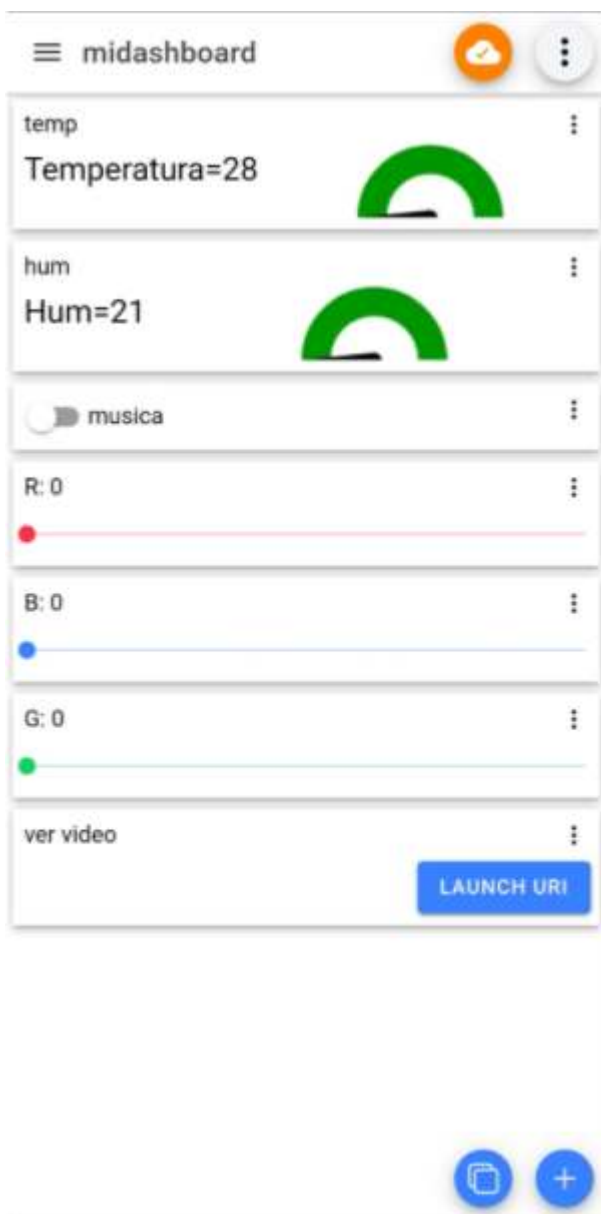 midashboard
temp
Temperatura=28
hum
Hum=21
musica
R: 0
B: 0
G: 0
ver video
LAUNCH URI